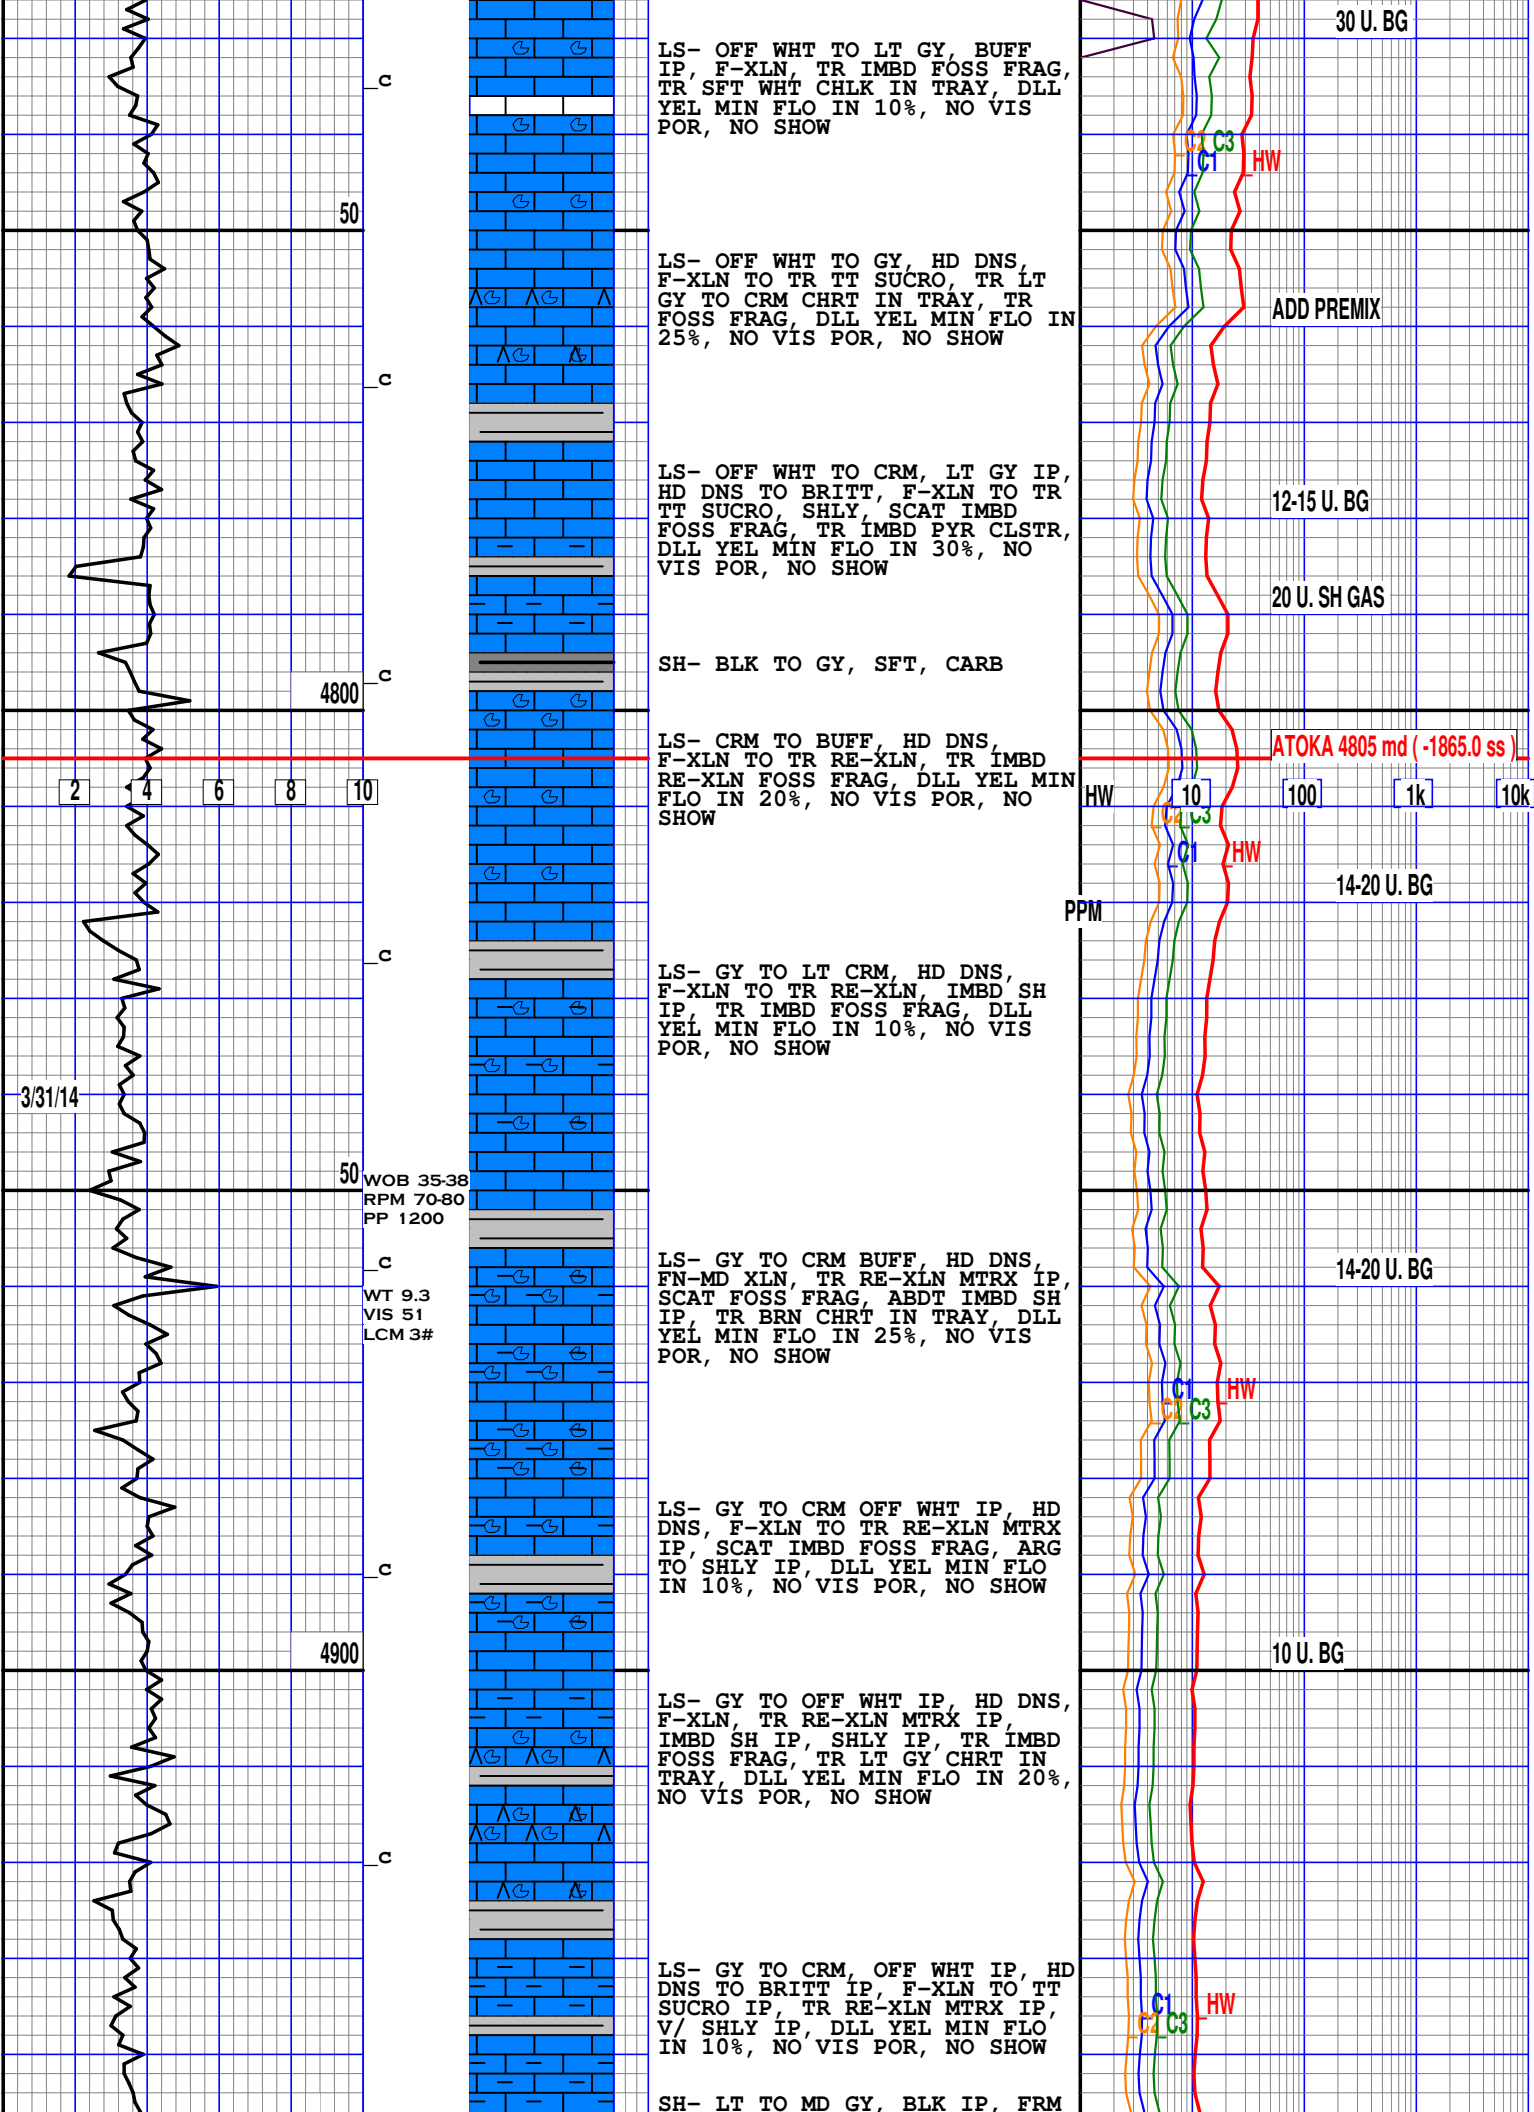 30 U. BG
LS- OFF WHT TO LT GY, BUFF
IP, F-XLN, TR IMBD FOSS FRAG,
TR SFT WHT CHLK IN TRAY, DLL
YEL MIN FLO IN 10%, NO VIS
POR, NO SHOW
C
C2 C3
C1 HW
50
LS- OFF WHT TO GY, HD DNS,
F-XLN TO TR TT SUCRO, TR LT
GY TO CRM CHRT IN TRAY, TR
FOSS FRAG, DLL YEL MIN FLO IN
25%, NO VIS POR, NO SHOW
ADD PREMIX
C
LS- OFF WHT TO CRM, LT GY IP,
HD DNS TO BRITT, F-XLN TO TR
TT SUCRO, SHLY, SCAT IMBD
FOSS FRAG, TR IMBD PYR CLSTR,
DLL YEL MIN FLO IN 30%, NO
VIS POR, NO SHOW
12-15 U. BG
20 U. SH GAS
SH- BLK TO GY, SFT, CARB
C
4800
LS- CRM TO BUFF, HD DNS,
F-XLN TO TR RE-XLN, TR IMBD
RE-XLN FOSS FRAG, DLL YEL MIN
FLO IN 20%, NO VIS POR, NO
SHOW
ATOKA 4805 md ( -1865.0 ss )
2 4 6 8 10
HW 10 100 1k 10k
C2 C3
C1 HW
14-20 U. BG
PPM
C
LS- GY TO LT CRM, HD DNS,
F-XLN TO TR RE-XLN, IMBD SH
IP, TR IMBD FOSS FRAG, DLL
YEL MIN FLO IN 10%, NO VIS
POR, NO SHOW
3/31/14
50
WOB 35-38
RPM 70-80
PP 1200
C
WT 9.3
VIS 51
LCM 3#
LS- GY TO CRM BUFF, HD DNS,
FN-MD XLN, TR RE-XLN MTRX IP,
SCAT FOSS FRAG, ABDT IMBD SH
IP, TR BRN CHRT IN TRAY, DLL
YEL MIN FLO IN 25%, NO VIS
POR, NO SHOW
14-20 U. BG
C1 HW
C2 C3
LS- GY TO CRM OFF WHT IP, HD
DNS, F-XLN TO TR RE-XLN MTRX
IP, SCAT IMBD FOSS FRAG, ARG
TO SHLY IP, DLL YEL MIN FLO
IN 10%, NO VIS POR, NO SHOW
C
4900
10 U. BG
LS- GY TO OFF WHT IP, HD DNS,
F-XLN, TR RE-XLN MTRX IP,
IMBD SH IP, SHLY IP, TR IMBD
FOSS FRAG, TR LT GY CHRT IN
TRAY, DLL YEL MIN FLO IN 20%,
NO VIS POR, NO SHOW
C
LS- GY TO CRM, OFF WHT IP, HD
DNS TO BRITT IP, F-XLN TO TT
SUCRO IP, TR RE-XLN MTRX IP,
V/ SHLY IP, DLL YEL MIN FLO
IN 10%, NO VIS POR, NO SHOW
C1 HW
C2 C3
SH- LT TO MD GY, BLK IP, FRM